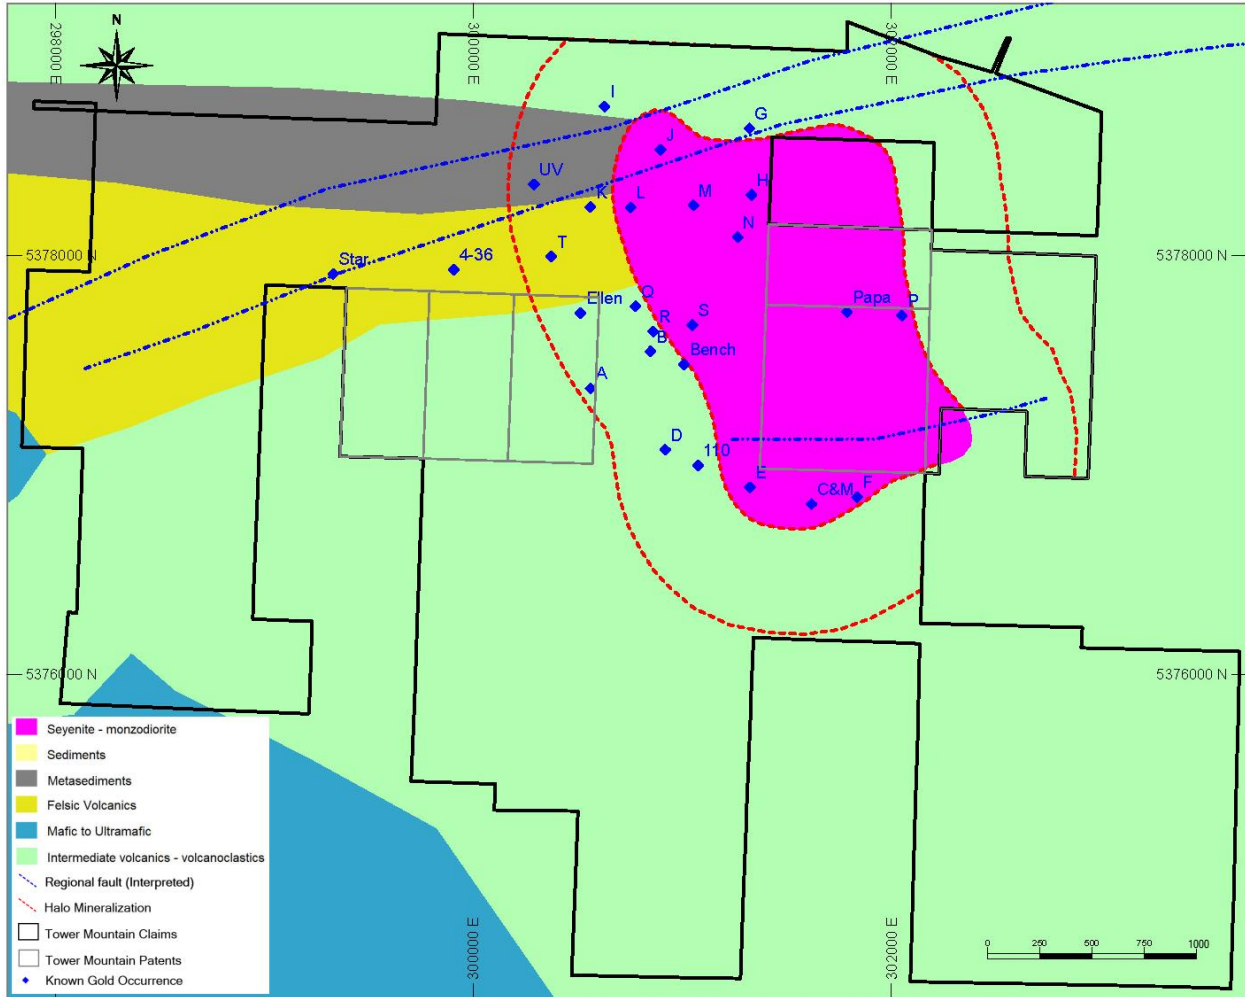 N
298000 E
300000 E
302000 E
I
G
J
UV
H
K
L
M
N
5378000 N
T
4-36
Star
5378000 N
Ellen
Q
Papa
P
R
S
B
Bench
A
D
110
E
C&M
F
5376000 N
5376000 N
Seyenite - monzodiorite
Sediments
Metasediments
Felsic Volcanics
Mafic to Ultramafic
Intermediate volcanics - volcanoclastics
Regional fault (Interpreted)
Halo Mineralization
Tower Mountain Claims
Tower Mountain Patents
Known Gold Occurrence
300000 E
302000 E
0 250 500 750 1000